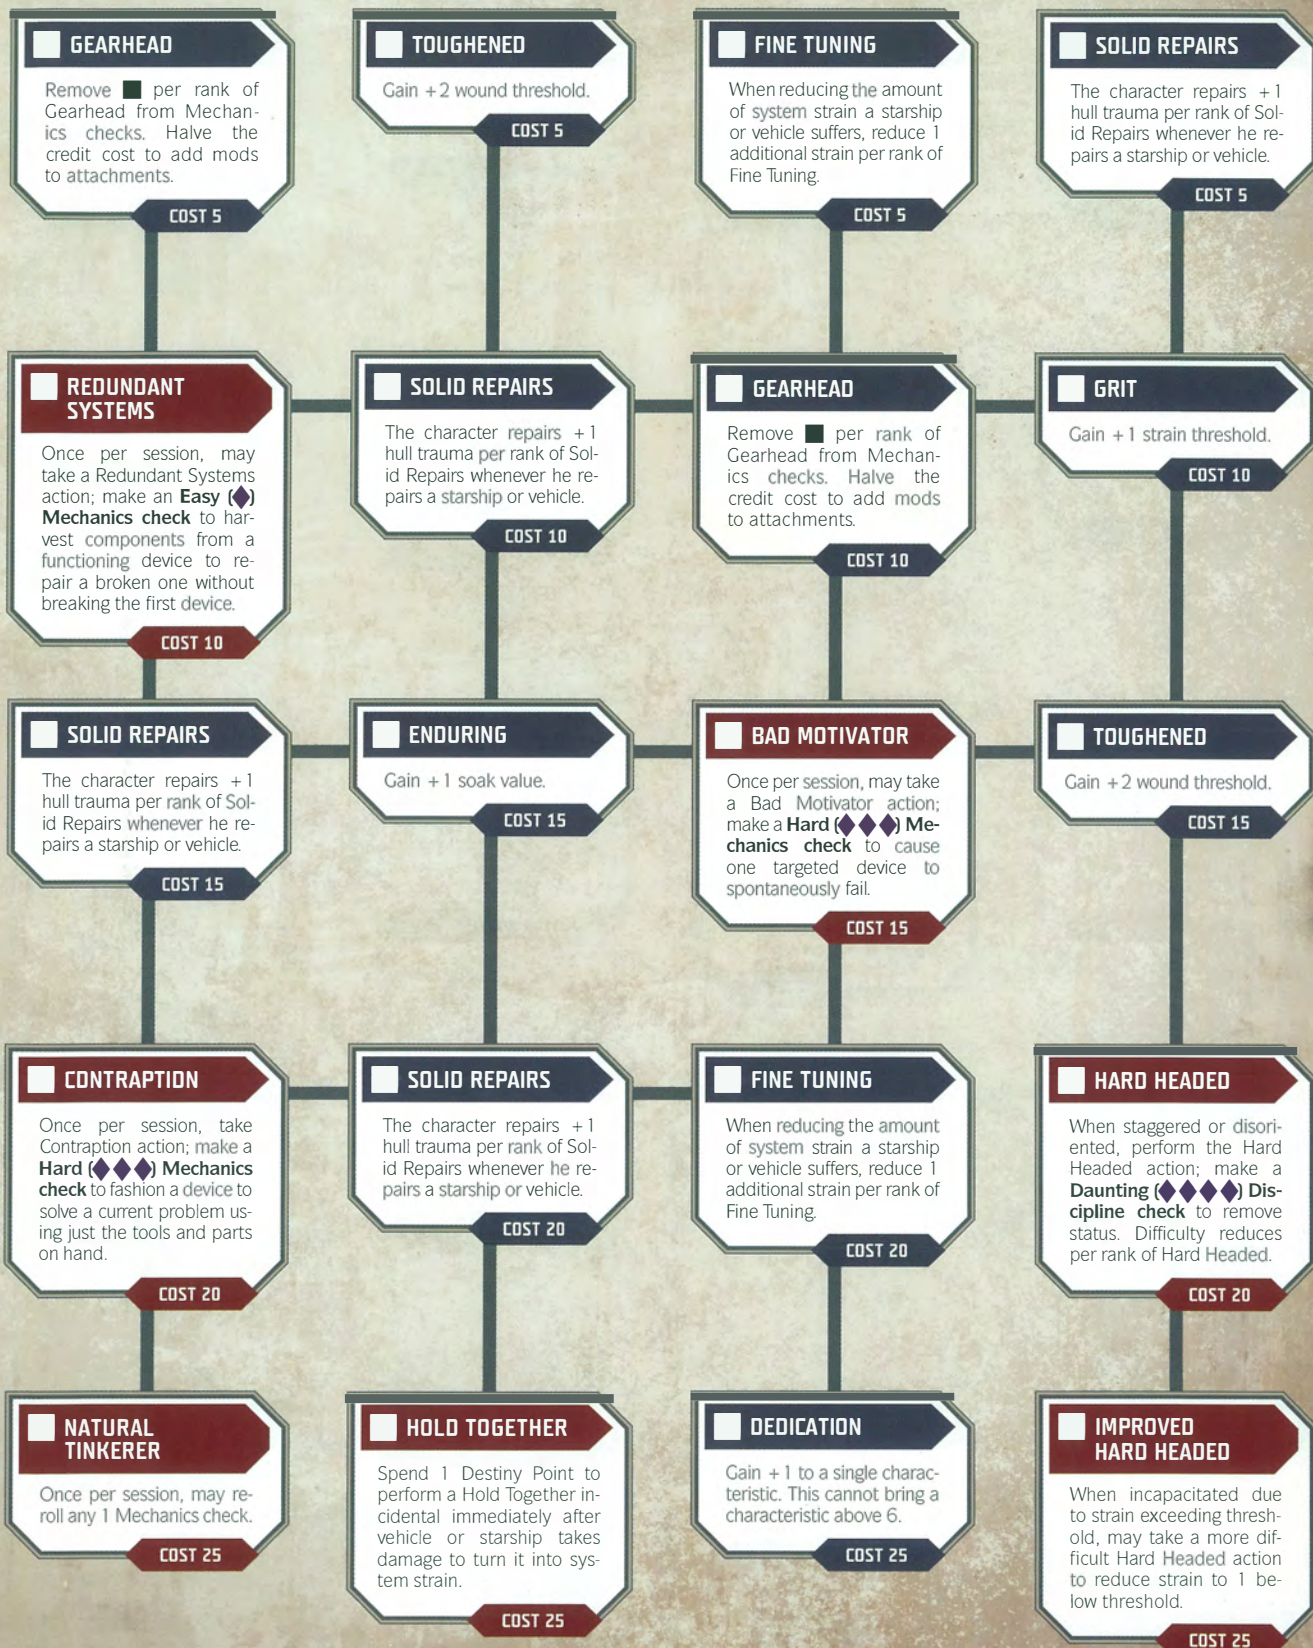 GEARHEAD
Remove ■ per rank of
Gearhead from Mechan-
ics checks. Halve the
credit cost to add mods
to attachments.
COST 5
TOUGHENED
Gain +2 wound threshold.
COST 5
FINE TUNING
When reducing the amount
of system strain a starship
or vehicle suffers, reduce 1
additional strain per rank of
Fine Tuning.
COST 5
SOLID REPAIRS
The character repairs +1
hull trauma per rank of Sol-
id Repairs whenever he re-
pairs a starship or vehicle.
COST 5
REDUNDANT
SYSTEMS
Once per session, may
take a Redundant Systems
action; make an Easy (◆)
Mechanics check to har-
vest components from a
functioning device to re-
pair a broken one without
breaking the first device.
COST 10
SOLID REPAIRS
The character repairs +1
hull trauma per rank of Sol-
id Repairs whenever he re-
pairs a starship or vehicle.
COST 10
GEARHEAD
Remove ■ per rank of
Gearhead from Mechan-
ics checks. Halve the
credit cost to add mods
to attachments.
COST 10
GRIT
Gain +1 strain threshold.
COST 10
SOLID REPAIRS
The character repairs +1
hull trauma per rank of Sol-
id Repairs whenever he re-
pairs a starship or vehicle.
COST 15
ENDURING
Gain +1 soak value.
COST 15
BAD MOTIVATOR
Once per session, may take
a Bad Motivator action;
make a Hard (◆◆◆) Me-
chanics check to cause
one targeted device to
spontaneously fail.
COST 15
TOUGHENED
Gain +2 wound threshold.
COST 15
CONTRAPTION
Once per session, take
Contraption action; make a
Hard (◆◆◆) Mechanics
check to fashion a device to
solve a current problem us-
ing just the tools and parts
on hand.
COST 20
SOLID REPAIRS
The character repairs +1
hull trauma per rank of Sol-
id Repairs whenever he re-
pairs a starship or vehicle.
COST 20
FINE TUNING
When reducing the amount
of system strain a starship
or vehicle suffers, reduce 1
additional strain per rank of
Fine Tuning.
COST 20
HARD HEADED
When staggered or disori-
ented, perform the Hard
Headed action; make a
Daunting (◆◆◆◆) Dis-
cipline check to remove
status. Difficulty reduces
per rank of Hard Headed.
COST 20
NATURAL
TINKERER
Once per session, may re-
roll any 1 Mechanics check.
COST 25
HOLD TOGETHER
Spend 1 Destiny Point to
perform a Hold Together in-
cidental immediately after
vehicle or starship takes
damage to turn it into sys-
tem strain.
COST 25
DEDICATION
Gain +1 to a single charac-
teristic. This cannot bring a
characteristic above 6.
COST 25
IMPROVED
HARD HEADED
When incapacitated due
to strain exceeding thresh-
old, may take a more dif-
ficult Hard Headed action
to reduce strain to 1 be-
low threshold.
COST 25